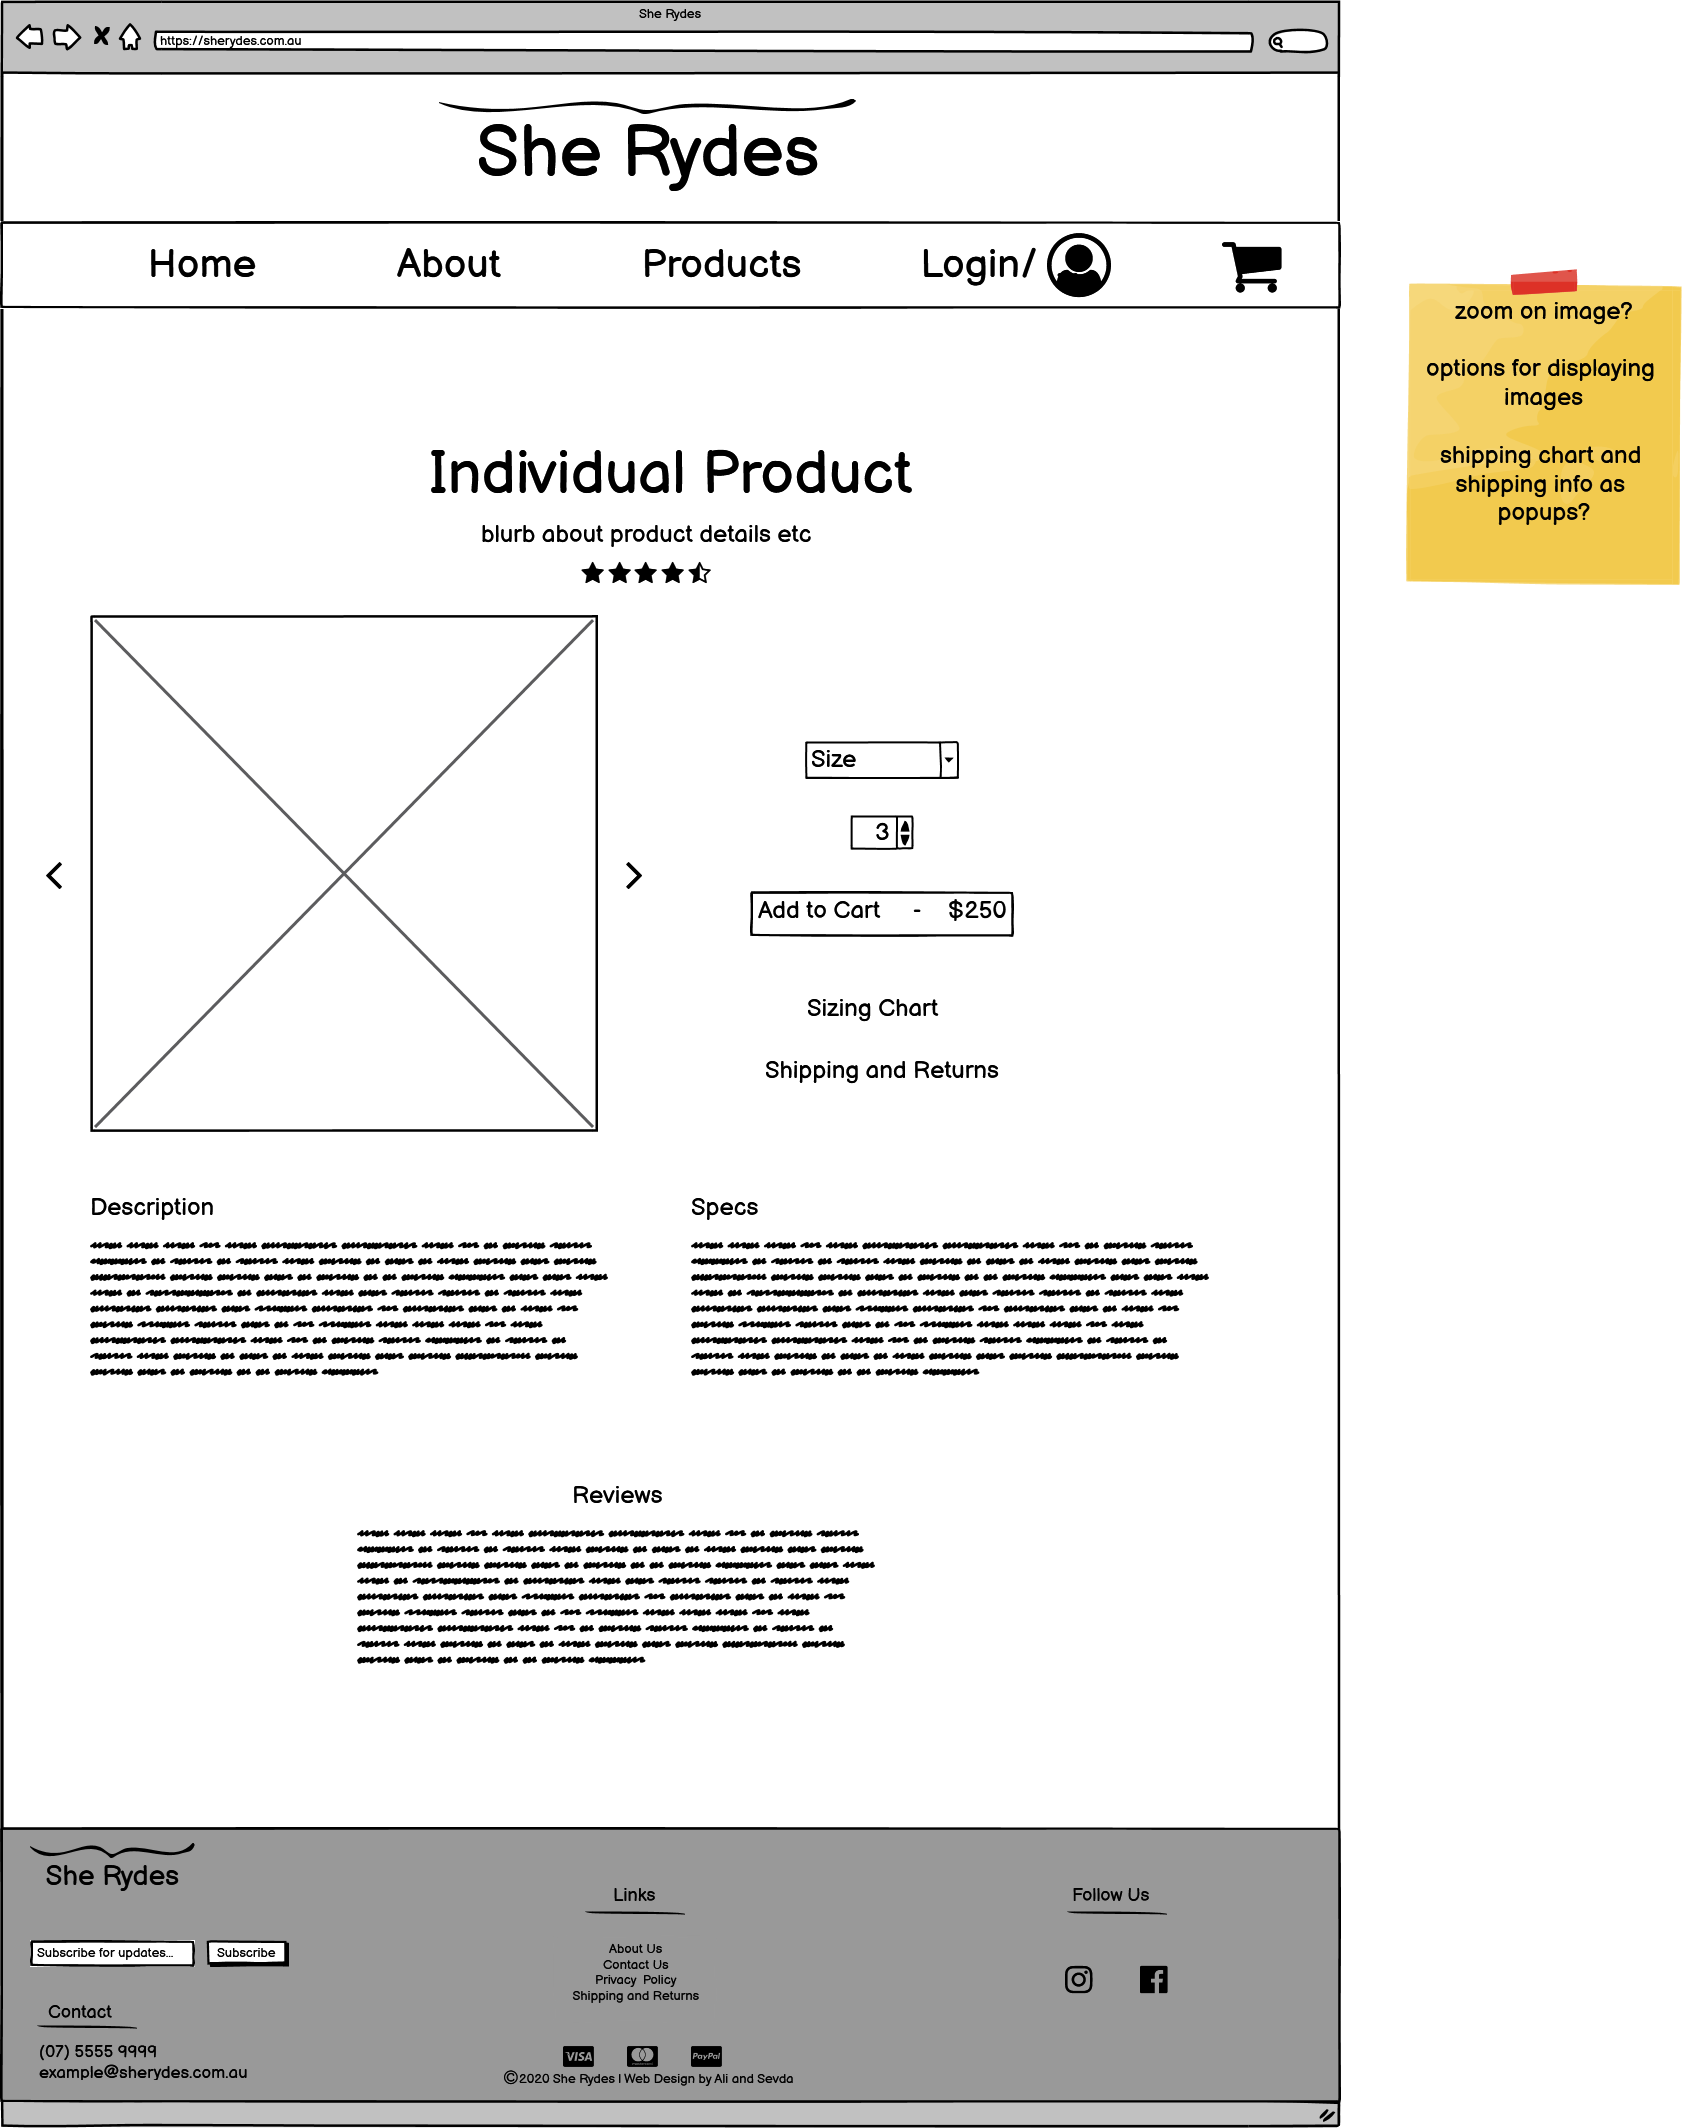 She Rydes
https://sherydes.com.au
She Rydes
Home About Products Login/
zoom on image?
options for displaying
images
shipping chart and
shipping info as
popups?
Individual Product
blurb about product details etc
Size
3
Add to Cart - $250
Sizing Chart
Shipping and Returns
Description
Specs
Reviews
She Rydes
Subscribe for updates...
Subscribe
Contact
(07) 5555 9999
example@sherydes.com.au
Links
About Us
Contact Us
Privacy Policy
Shipping and Returns
VISA
mastercard
PayPal
©2020 She Rydes | Web Design by Ali and Sevda
Follow Us